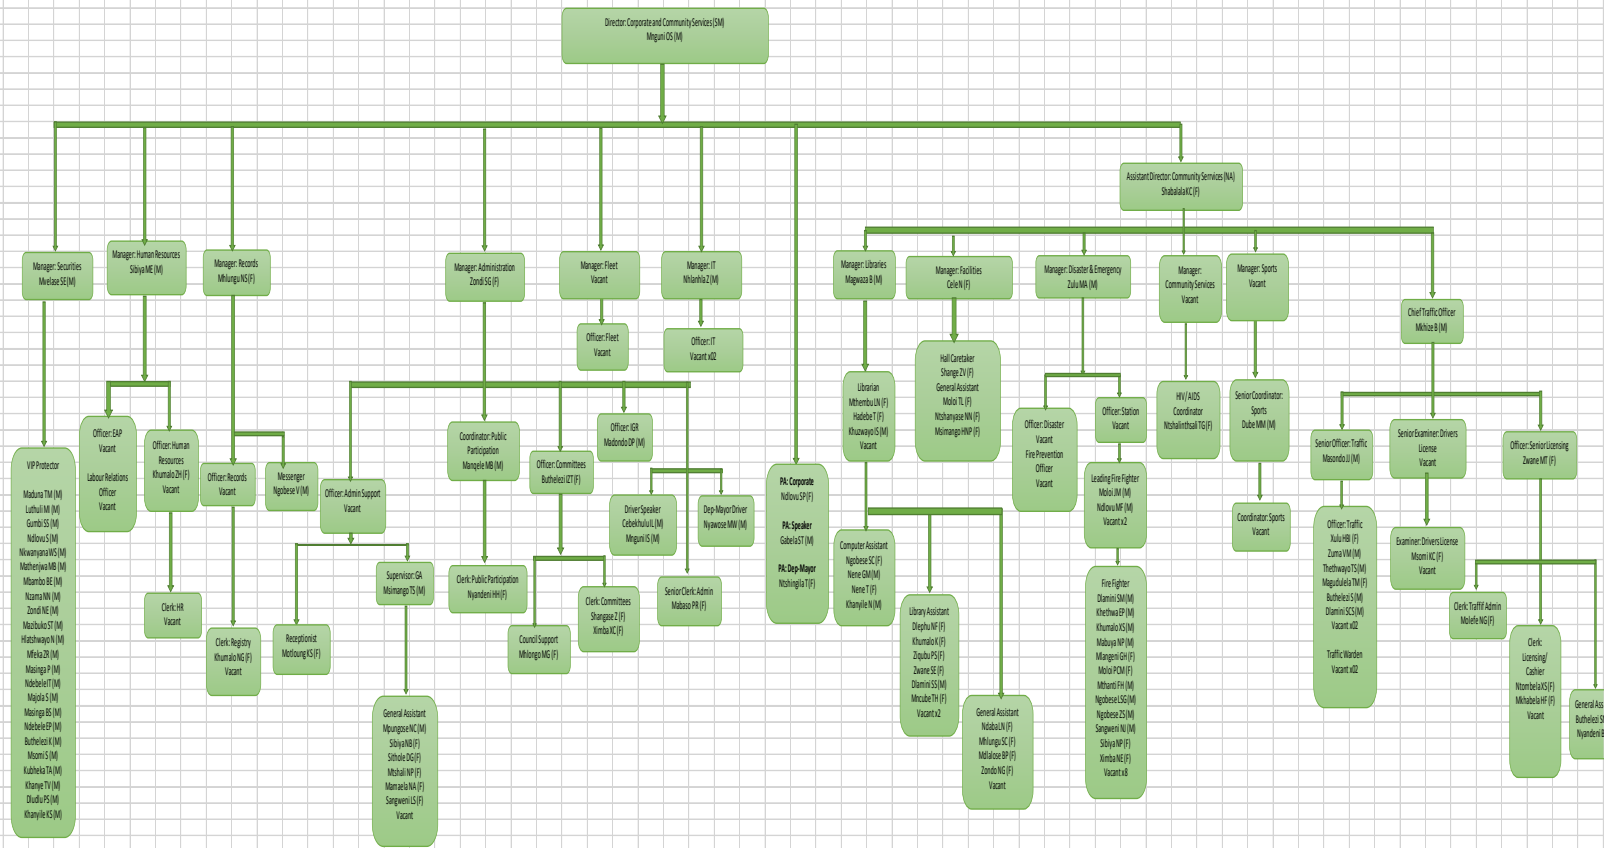 Director: Corporate and Community Services (SM)
Mnguni OS (M)
Assistant Director: Community Serrvices (NA)
Shabalala KC (F)
Manager: Securities
Mvelase SE (M)
Manager: Human Resources
Sibiya ME (M)
Manager: Records
Mhlungu NS (F)
Manager: Administration
Zondi SG (F)
Manager: Fleet
Vacant
Manager: IT
Nhlanhla Z (M)
Manager: Libraries
Magwaza B (M)
Manager: Facilities
Cele N (F)
Manager: Disaster & Emergency
Zulu MA (M)
Manager:
Community Services
Vacant
Manager: Sports
Vacant
Chief Traffic Officer
Mkhize B (M)
Officer: Fleet
Vacant
Officer: IT
Vacant x02
Hall Caretaker
Shange ZV (F)
General Assistant
Moloi TL (F)
Ntshanyase NN (F)
Msimango HNP (F)
Librarian
Mthembu LN (F)
Hadebe T (F)
Khuzwayo IS (M)
Vacant
HIV / AIDS
Coordinator
Ntshalinthsali TG (F)
Senior Coordinator:
Sports
Dube MM (M)
Officer: Disaster
Vacant
Fire Prevention
Officer
Vacant
Officer: Station
Vacant
Senior Officer: Traffic
Masondo JJ (M)
Senior Examiner: Drivers
License
Vacant
Officer: Senior Licensing
Zwane MT (F)
Officer: EAP
Vacant
Labour Relations
Officer
Vacant
Officer: Human
Resources
Khumalo ZH (F)
Vacant
Officer: Records
Vacant
Messenger
Ngobese V (M)
Officer: Admin Support
Vacant
Coordinator: Public
Participation
Mangele MB (M)
Officer: Committees
Buthelezi IZT (F)
Officer: IGR
Madondo DP (M)
Driver Speaker
Cebekhulu IL (M)
Mnguni IS (M)
Dep-Mayor Driver
Nyawose MW (M)
PA: Corporate
Ndlovu SP (F)
PA: Speaker
Gabela ST (M)
PA: Dep-Mayor
Ntshingila T (F)
VIP Protector
Maduna TM (M)
Luthuli MI (M)
Gumbi SS (M)
Ndlovu S (M)
Nkwanyana WS (M)
Mathenjwa MB (M)
Mbambo BE (M)
Nzama NN (M)
Zondi NE (M)
Mazibuko ST (M)
Hlatshwayo N (M)
Mfeka ZR (M)
Masinga P (M)
Ndebele IT (M)
Majola S (M)
Masinga BS (M)
Ndebele EP (M)
Buthelezi K (M)
Msomi S (M)
Kubheka TA (M)
Khanye TV (M)
Dludlu PS (M)
Khanyile KS (M)
Leading Fire Fighter
Moloi JM (M)
Ndlovu MF (M)
Vacant x2
Coordinator: Sports
Vacant
Officer: Traffic
Xulu HBI (F)
Zuma VM (M)
Thethwayo TS (M)
Magudulela TM (F)
Buthelezi S (M)
Dlamini SCS (M)
Vacant x02
Traffic Warden
Vacant x02
Examiner: Drivers License
Msomi KC (F)
Vacant
Computer Assistant
Ngobese SC (F)
Nene GM (M)
Nene T (F)
Khanyile N (M)
Supervisor: GA
Msimango TS (M)
Clerk: Public Participation
Nyandeni HH (F)
Clerk: HR
Vacant
Clerk: Registry
Khumalo NG (F)
Vacant
Receptionist
Motloung KS (F)
Council Support
Mhlongo MG (F)
Clerk: Committees
Shangase Z (F)
Ximba XC (F)
Senior Clerk: Admin
Mabaso PR (F)
Library Assistant
Dlephu NF (F)
Khumalo K (F)
Ziqubu PS (F)
Zwane SE (F)
Dlamini SS (M)
Mncube TH (F)
Vacant x2
Fire Fighter
Dlamini SM (M)
Khethwa EP (M)
Khumalo XS (M)
Mabuya NP (M)
Mlangeni GH (F)
Moloi PCM (F)
Mthanti FH (M)
Ngobese LSG (M)
Ngobese ZS (M)
Sangweni NJ (M)
Sibiya NP (F)
Ximba NE (F)
Vacant x8
Clerk: Traffif Admin
Molefe NG (F)
Clerk:
Licensing/
Cashier
Ntombela XS (F)
Mkhabela HF (F)
Vacant
General Ass
Buthelezi S
Nyandeni B
General Assistant
Mpungose NC (M)
Sibiya NB (F)
Sithole DG (F)
Mtshali NP (F)
Mamaela NA (F)
Sangweni LS (F)
Vacant
General Assistant
Ndaba LN (F)
Mhlungu SC (F)
Mdlalose BP (F)
Zondo NG (F)
Vacant